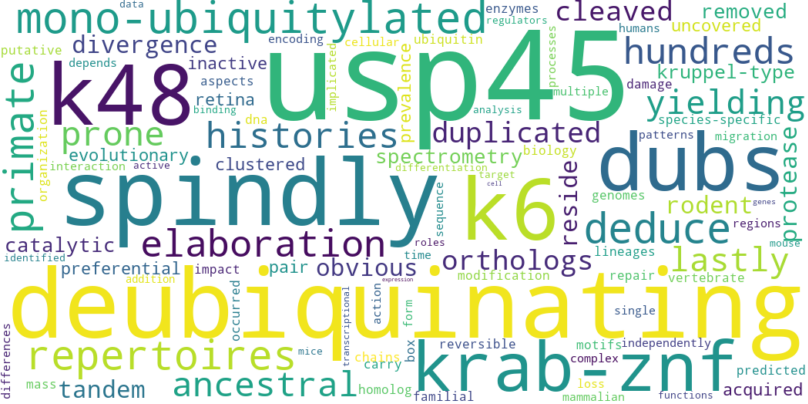 data
enzymes
regulators
cleaved
removed
mono-ubiquitylated
putative
divergence
encoding
cellular
ubiquitin
humans
uncovered
depends
inactive
implicated
prevalence
processes
hundreds
kruppel-type
aspects
k48
usp45
multiple
damage
primate
retina
binding
dna
analysis
yielding
species-specific
organization
prone
histories
duplicated
patterns
migration
protease
evolutionary
spectrometry
biology
dubs
interaction
active
clustered
differentiation
target
cell
reside
genomes
rodent
genes
spindly
k6
sequence
deduce
regions
mouse
catalytic
elaboration
roles
lineages
identified
preferential
impact
pair
obvious
time
orthologs
lastly
addition
expression
modification
repair
vertebrate
deubiquinating
occurred
transcriptional
action
form
single
differences
box
reversible
motifs
independently
repertoires
mice
chains
carry
krab-znf
complex
predicted
mass
tandem
ancestral
homolog
familial
loss
mammalian
functions
acquired